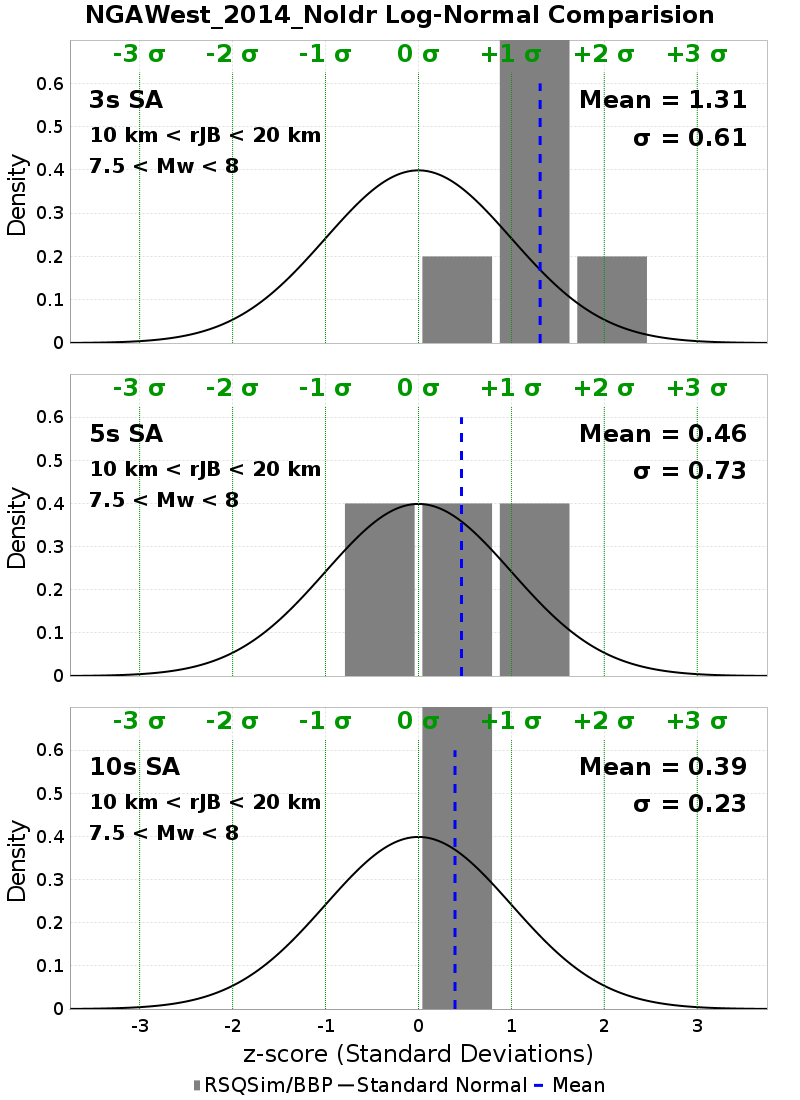 NGAWest_2014_NoIdr Log-Normal Comparision
-3 σ -2 σ -1 σ 0 σ +1 σ +2 σ +3 σ
3s SA Mean = 1.31
10 km < rJB < 20 km σ = 0.61
7.5 < Mw < 8
Density
0.6
0.5
0.4
0.3
0.2
0.1
0
-3 σ -2 σ -1 σ 0 σ +1 σ +2 σ +3 σ
5s SA Mean = 0.46
10 km < rJB < 20 km σ = 0.73
7.5 < Mw < 8
Density
0.6
0.5
0.4
0.3
0.2
0.1
0
-3 σ -2 σ -1 σ 0 σ +1 σ +2 σ +3 σ
10s SA Mean = 0.39
10 km < rJB < 20 km σ = 0.23
7.5 < Mw < 8
Density
0.6
0.5
0.4
0.3
0.2
0.1
0
-3 -2 -1 0 1 2 3
z-score (Standard Deviations)
RSQSim/BBP Standard Normal Mean